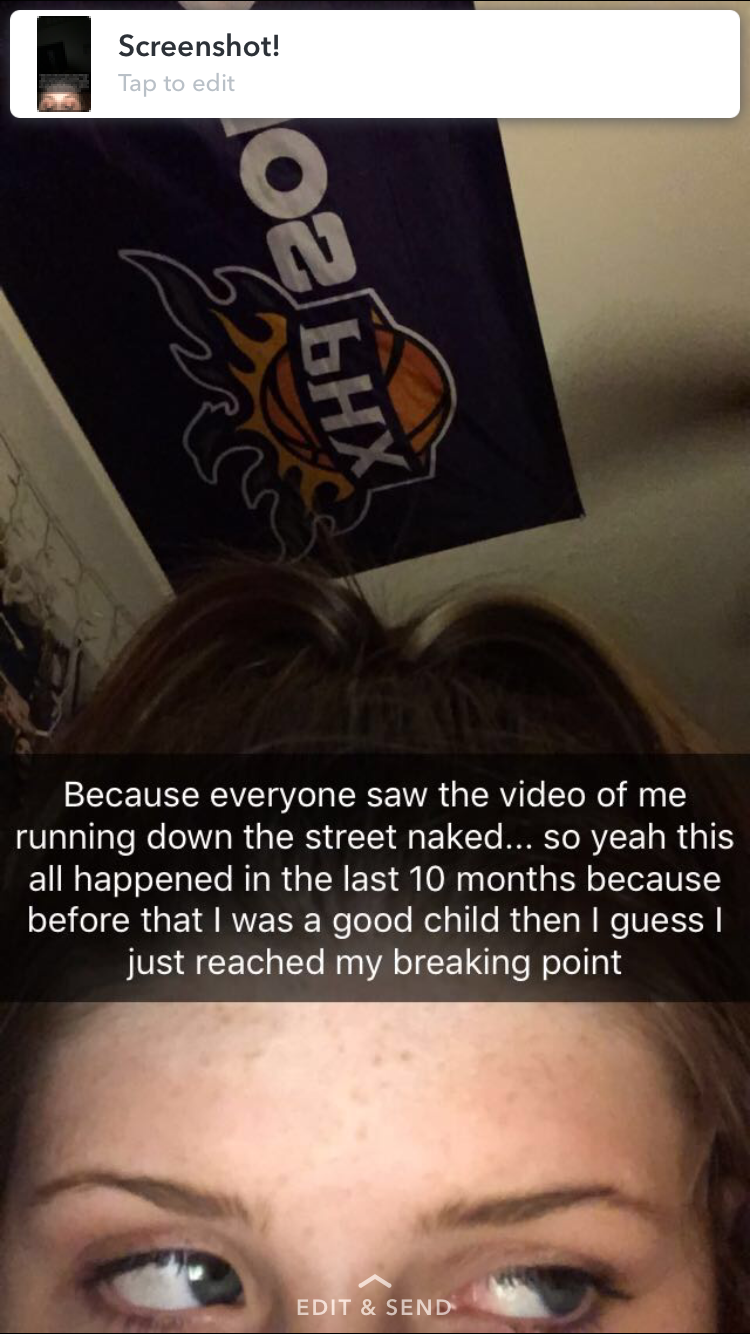 Screenshot!
Tap to edit
PHX
Because everyone saw the video of me
running down the street naked... so yeah this
all happened in the last 10 months because
before that I was a good child then I guess I
just reached my breaking point
EDIT & SEND